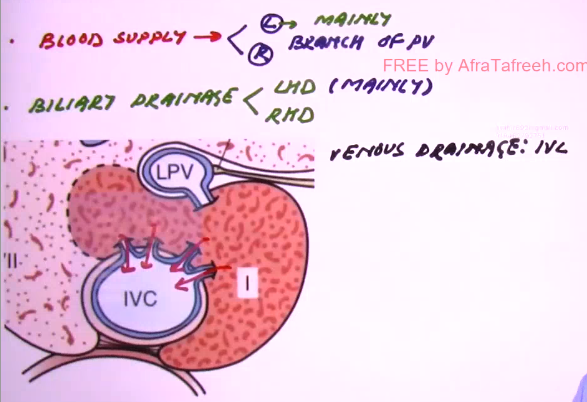 L → MAINLY
• BLOOD SUPPLY → < R BRANCH OF PV
FREE by AfraTafreeh.com
• BILIARY DRAINAGE < LHD (MAINLY)
RHD
VENOUS DRAINAGE: IVC
LPV
VII
IVC
I